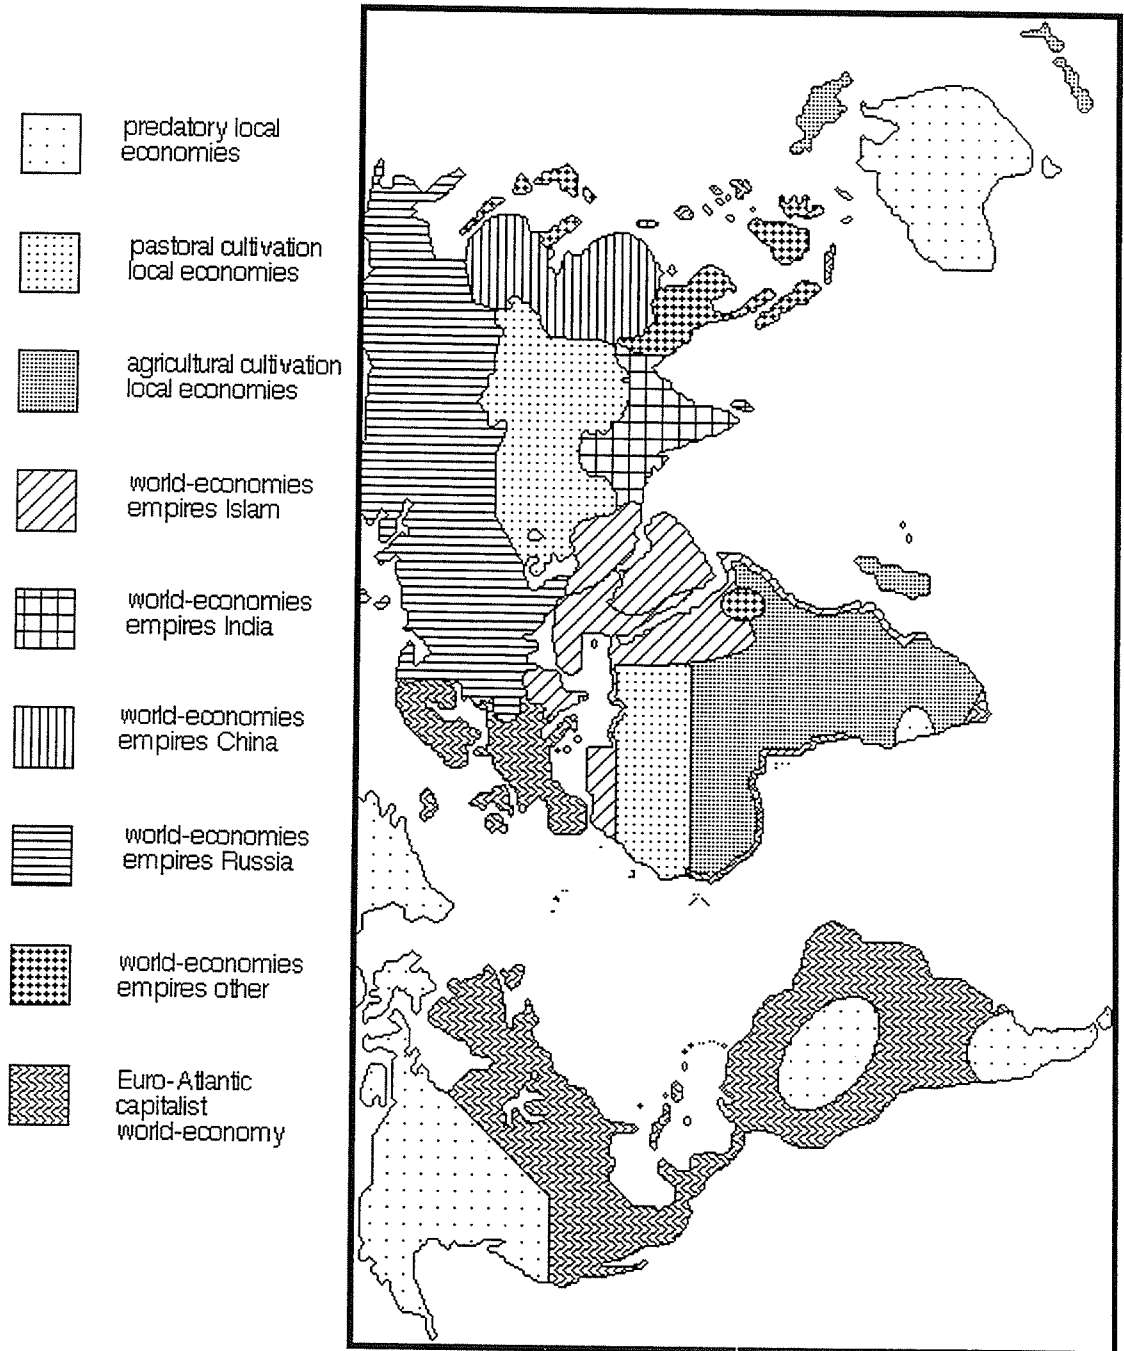 predatory local
economies
pastoral cultivation
local economies
agricultural cultivation
local economies
world-economies
empires Islam
world-economies
empires India
world-economies
empires China
world-economies
empires Russia
world-economies
empires other
Euro-Atlantic
capitalist
world-economy